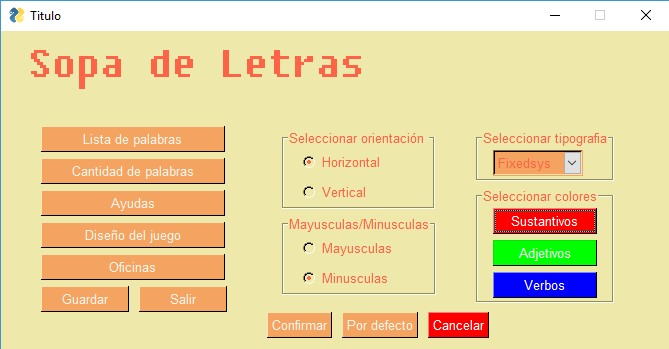 Titulo
Sopa de Letras
Lista de palabras
Cantidad de palabras
Ayudas
Diseño del juego
Oficinas
Guardar
Salir
Seleccionar orientación
Horizontal
Vertical
Mayusculas/Minusculas
Mayusculas
Minusculas
Seleccionar tipografia
Fixedsys
Seleccionar colores
Sustantivos
Adjetivos
Verbos
Confirmar
Por defecto
Cancelar